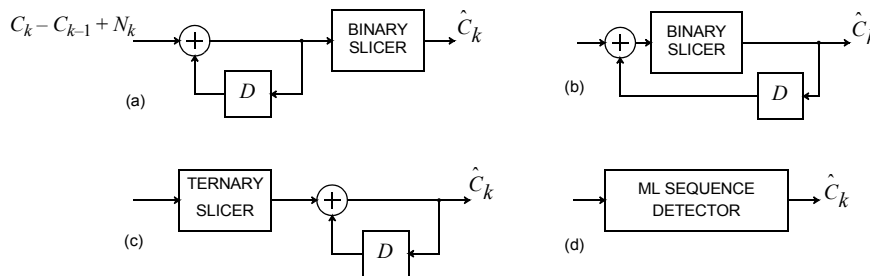 C_k – C_{k–1} + N_k
BINARY
SLICER
Ĉ_k
D
(a)
BINARY
SLICER
D
(b)
TERNARY
SLICER
Ĉ_k
D
(c)
ML SEQUENCE
DETECTOR
Ĉ_k
(d)